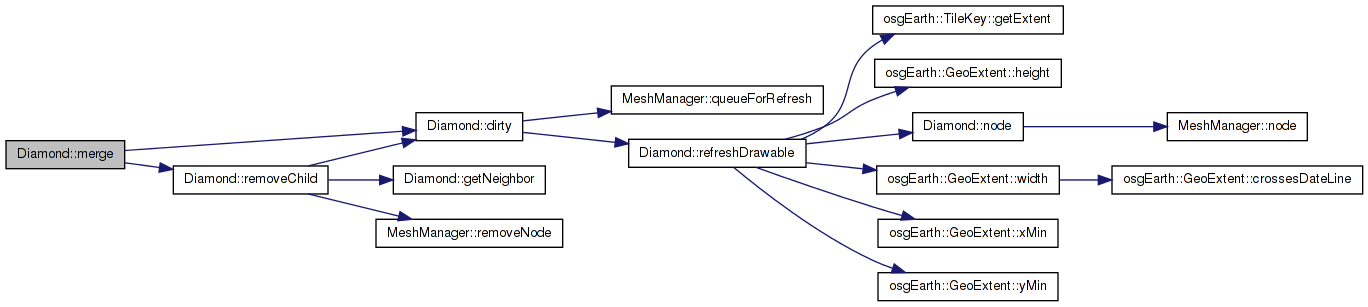 osgEarth::TileKey::getExtent
osgEarth::GeoExtent::height
MeshManager::queueForRefresh
Diamond::dirty
Diamond::node
MeshManager::node
Diamond::merge
Diamond::refreshDrawable
Diamond::removeChild
Diamond::getNeighbor
osgEarth::GeoExtent::width
osgEarth::GeoExtent::crossesDateLine
MeshManager::removeNode
osgEarth::GeoExtent::xMin
osgEarth::GeoExtent::yMin